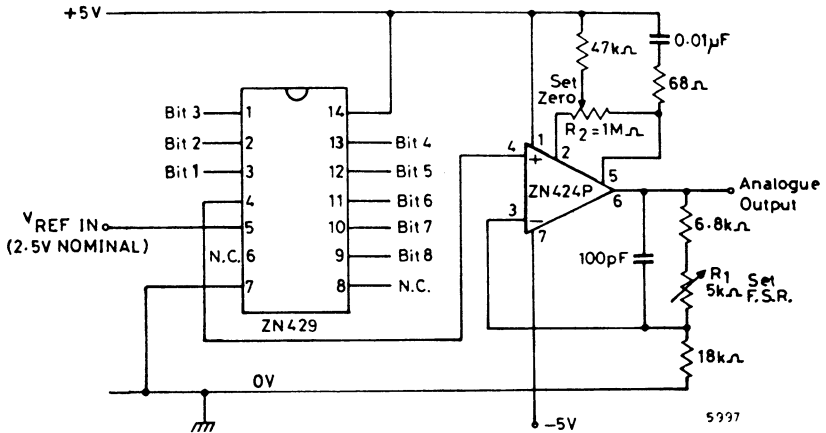 +5V
47kΩ
0.01µF
68Ω
Set
Zero
R2 = 1MΩ
Bit 3
1
14
Bit 2
2
13
Bit 4
Bit 1
3
12
Bit 5
4
11
Bit 6
VREF IN
(2.5V NOMINAL)
5
10
Bit 7
N.C.
6
9
Bit 8
7
8
N.C.
ZN429
4
+
1
2
5
ZN424P
6
3
−
7
Analogue
Output
6.8kΩ
100pF
R1
5kΩ
Set
F.S.R.
18kΩ
0V
−5V
5997